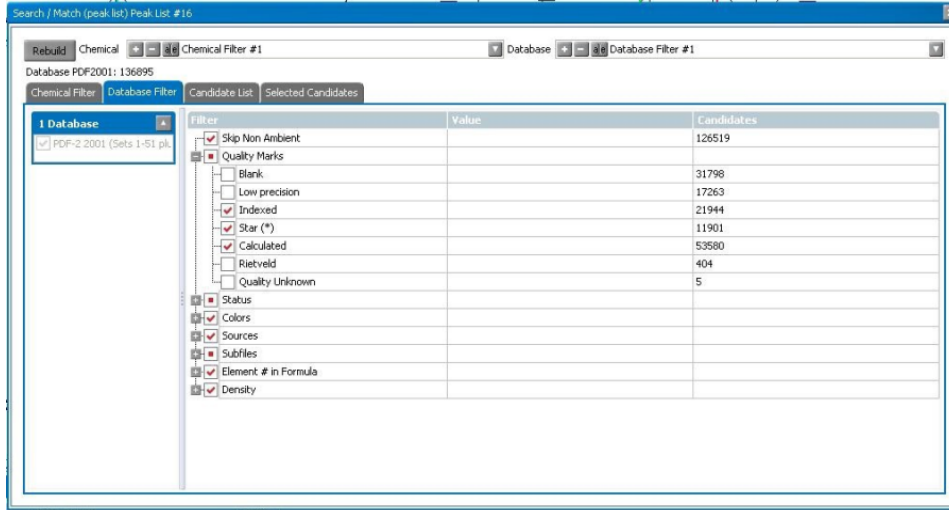 Search / Match (peak list) Peak List #16
Rebuild Chemical + - a|e Chemical Filter #1 Database + - a|e Database Filter #1
Database PDF2001: 136895
Chemical Filter Database Filter Candidate List Selected Candidates
1 Database Filter Value Candidates
PDF-2 2001 (Sets 1-51 pk. Skip Non Ambient 126519
Quality Marks
Blank 31798
Low precision 17263
Indexed 21944
Star (*) 11901
Calculated 53580
Rietveld 404
Quality Unknown 5
Status
Colors
Sources
Subfiles
Element # in Formula
Density